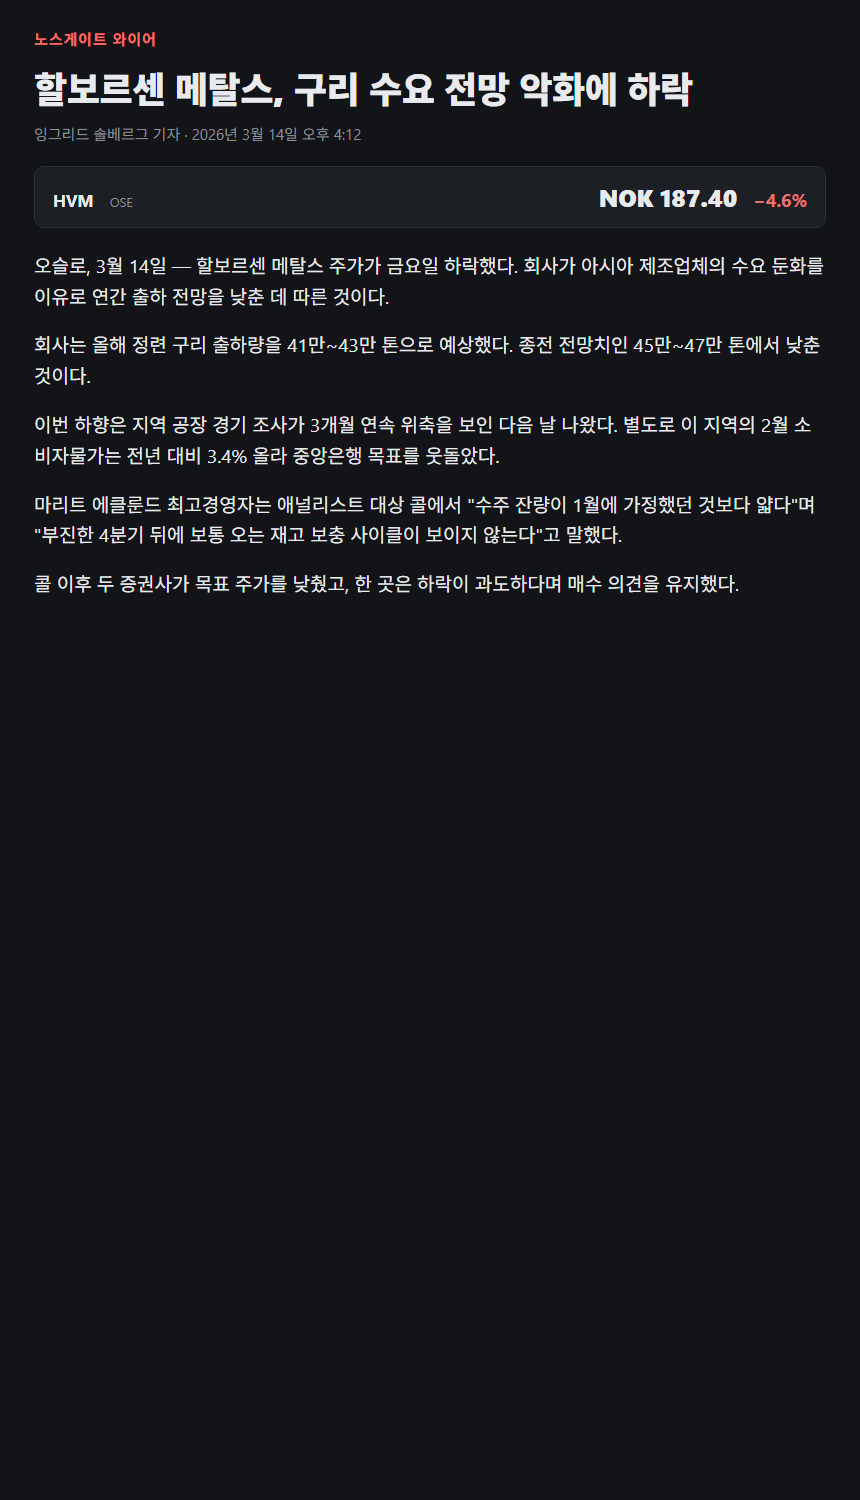 노스게이트 와이어
할보르센 메탈스, 구리 수요 전망 악화에 하락
잉그리드 솔베르그 기자 · 2026년 3월 14일 오후 4:12
HVM OSE NOK 187.40 −4.6%
오슬로, 3월 14일 — 할보르센 메탈스 주가가 금요일 하락했다. 회사가 아시아 제조업체의 수요 둔화를
이유로 연간 출하 전망을 낮춘 데 따른 것이다.
회사는 올해 정련 구리 출하량을 41만~43만 톤으로 예상했다. 종전 전망치인 45만~47만 톤에서 낮춘
것이다.
이번 하향은 지역 공장 경기 조사가 3개월 연속 위축을 보인 다음 날 나왔다. 별도로 이 지역의 2월 소
비자물가는 전년 대비 3.4% 올라 중앙은행 목표를 웃돌았다.
마리트 에클룬드 최고경영자는 애널리스트 대상 콜에서 "수주 잔량이 1월에 가정했던 것보다 얇다"며
"부진한 4분기 뒤에 보통 오는 재고 보충 사이클이 보이지 않는다"고 말했다.
콜 이후 두 증권사가 목표 주가를 낮췄고, 한 곳은 하락이 과도하다며 매수 의견을 유지했다.